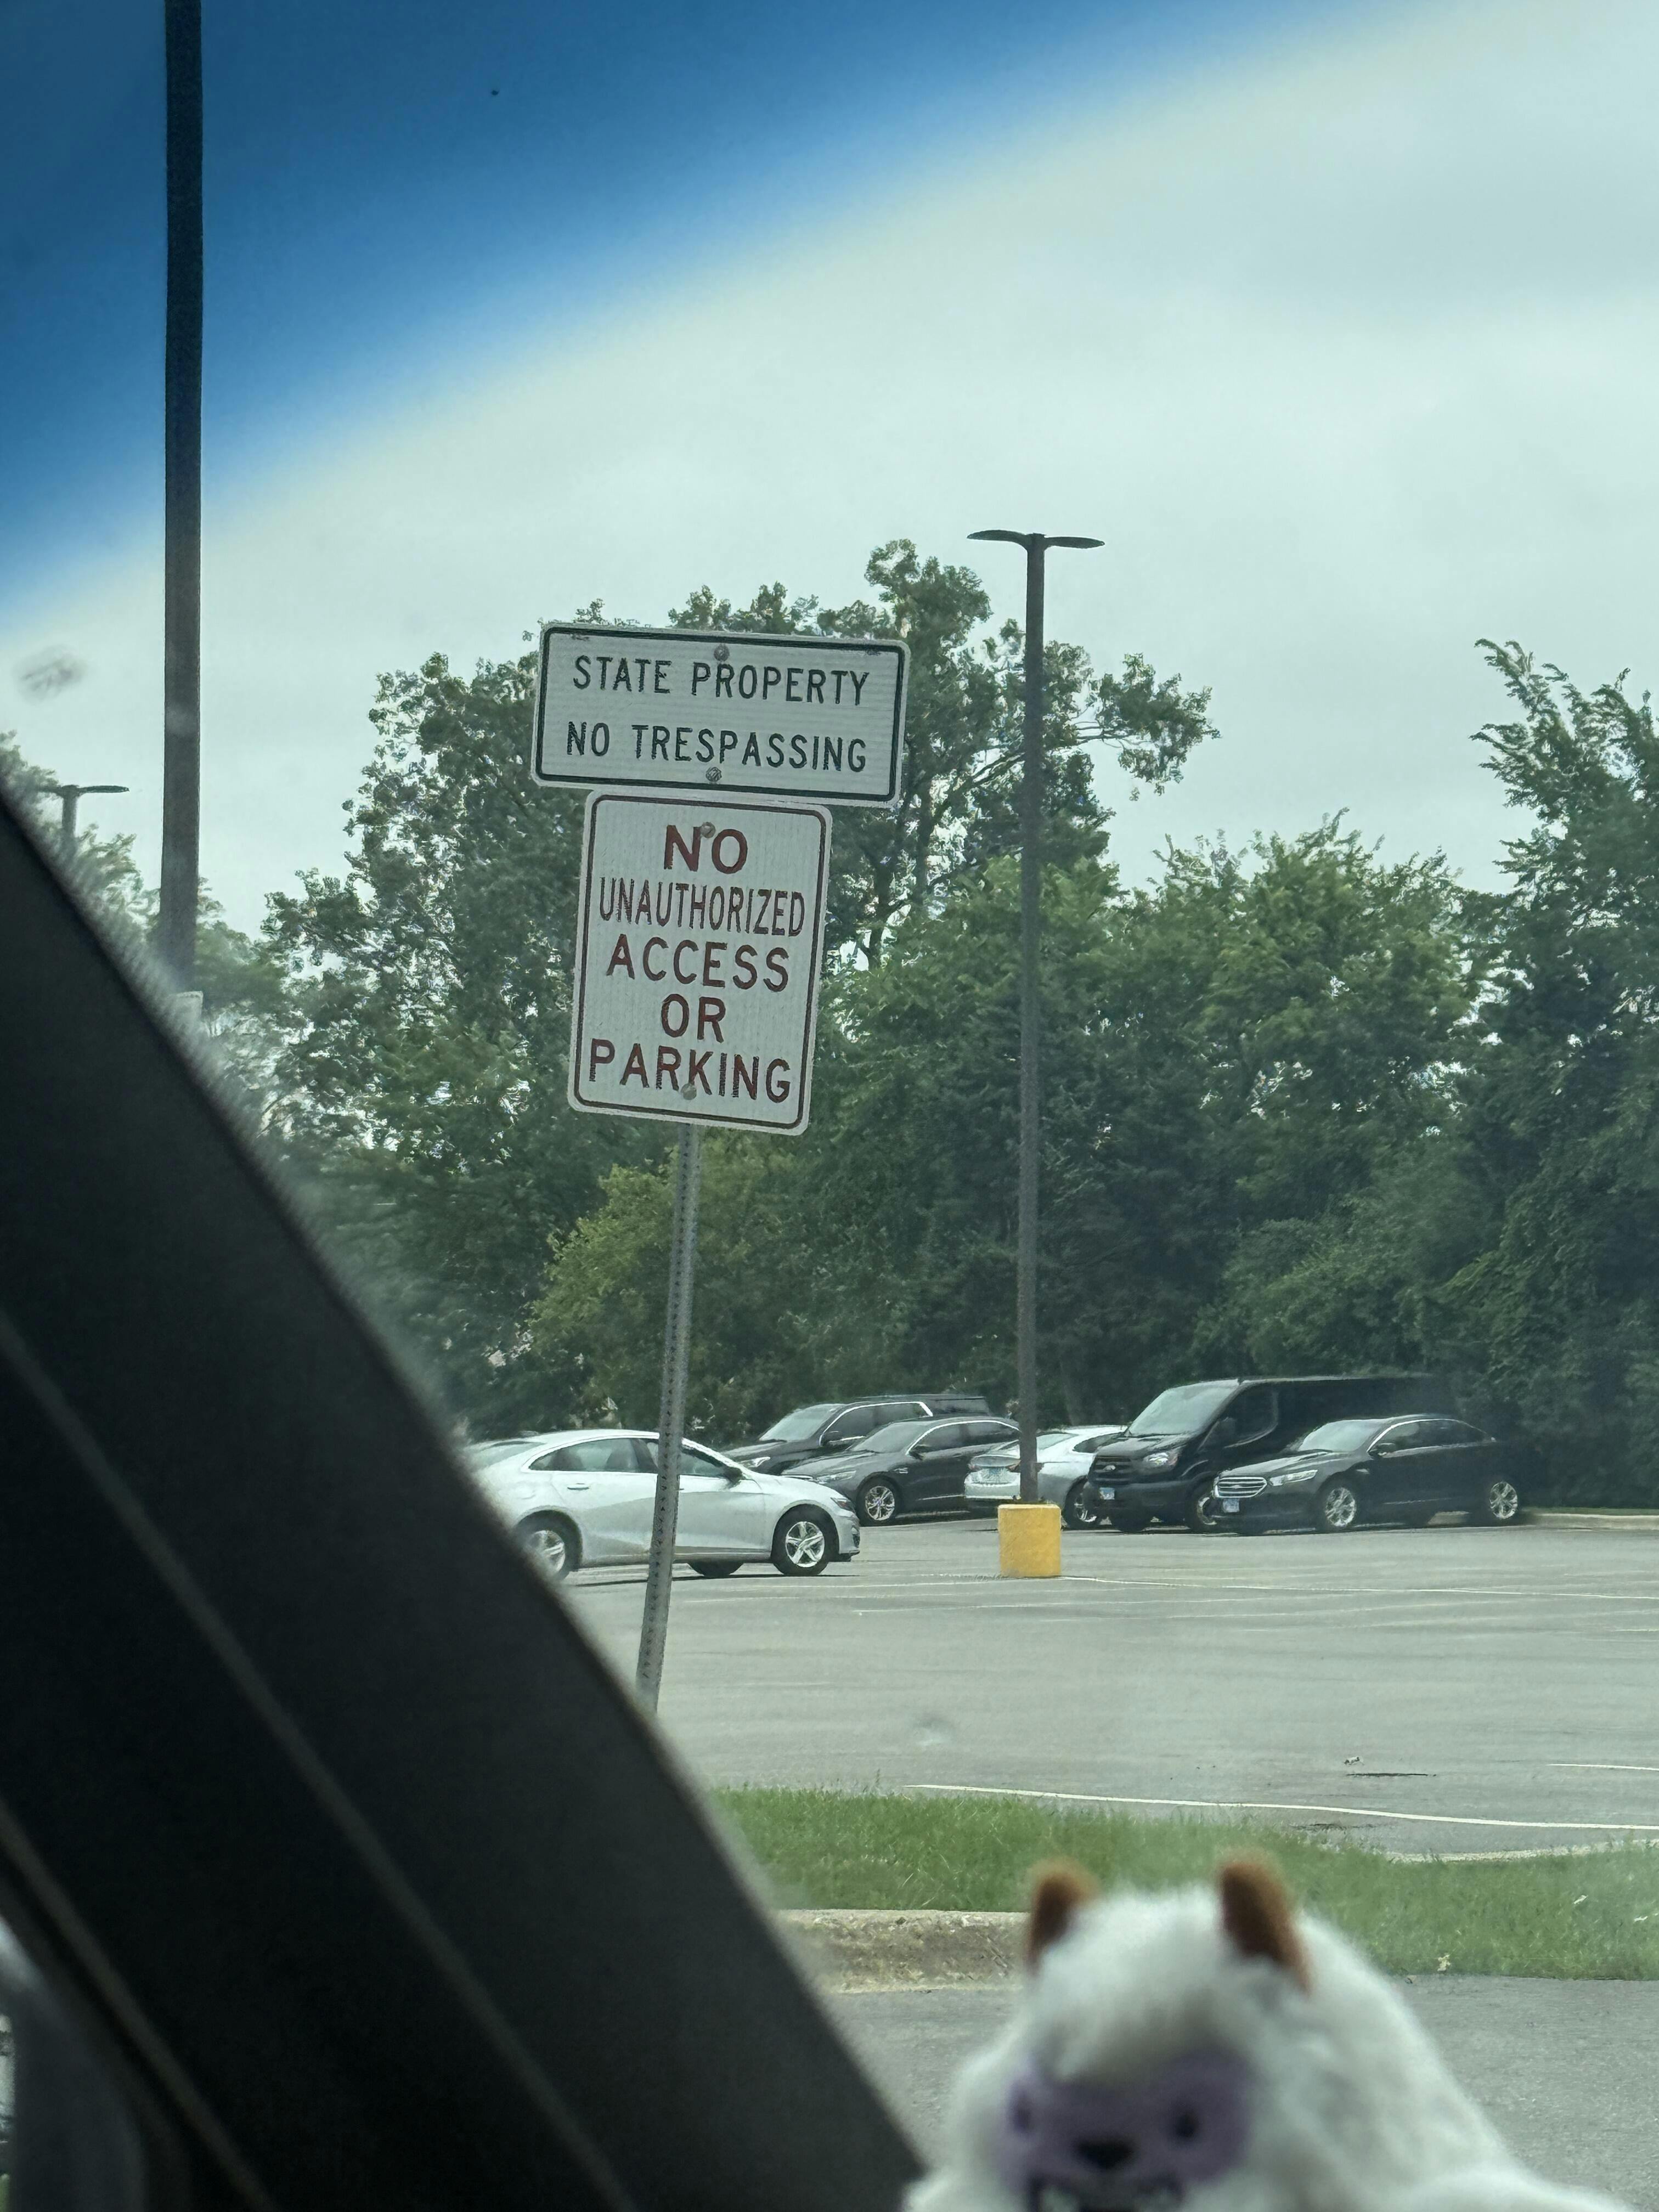 STATE PROPERTY
NO TRESPASSING
NO
UNAUTHORIZED
ACCESS
OR
PARKING